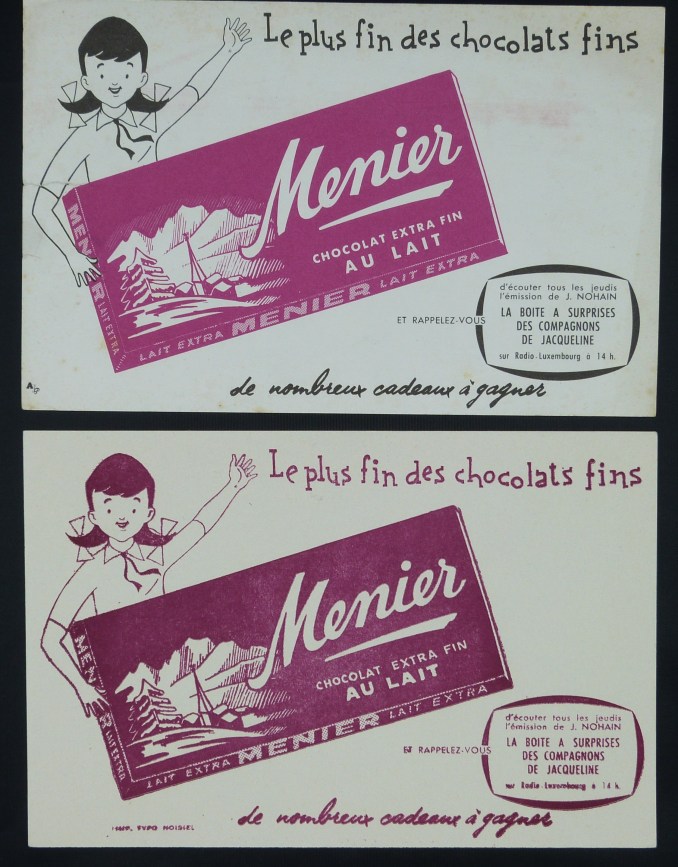 Le plus fin des chocolats fins
Menier
CHOCOLAT EXTRA FIN
AU LAIT
LAIT EXTRA MENIER LAIT EXTRA
LAIT EXTRA
ET RAPPELEZ-VOUS
d'écouter tous les jeudis
l'émission de J. NOHAIN
LA BOITE A SURPRISES
DES COMPAGNONS
DE JACQUELINE
sur Radio-Luxembourg à 14 h.
de nombreux cadeaux à gagner
Le plus fin des chocolats fins
Menier
CHOCOLAT EXTRA FIN
AU LAIT
LAIT EXTRA MENIER LAIT EXTRA
LAIT EXTRA
ET RAPPELEZ-VOUS
d'écouter tous les jeudis
l'émission de J. NOHAIN
LA BOITE A SURPRISES
DES COMPAGNONS
DE JACQUELINE
sur Radio-Luxembourg à 14 h.
de nombreux cadeaux à gagner
IMP. TYPO NOISIEL